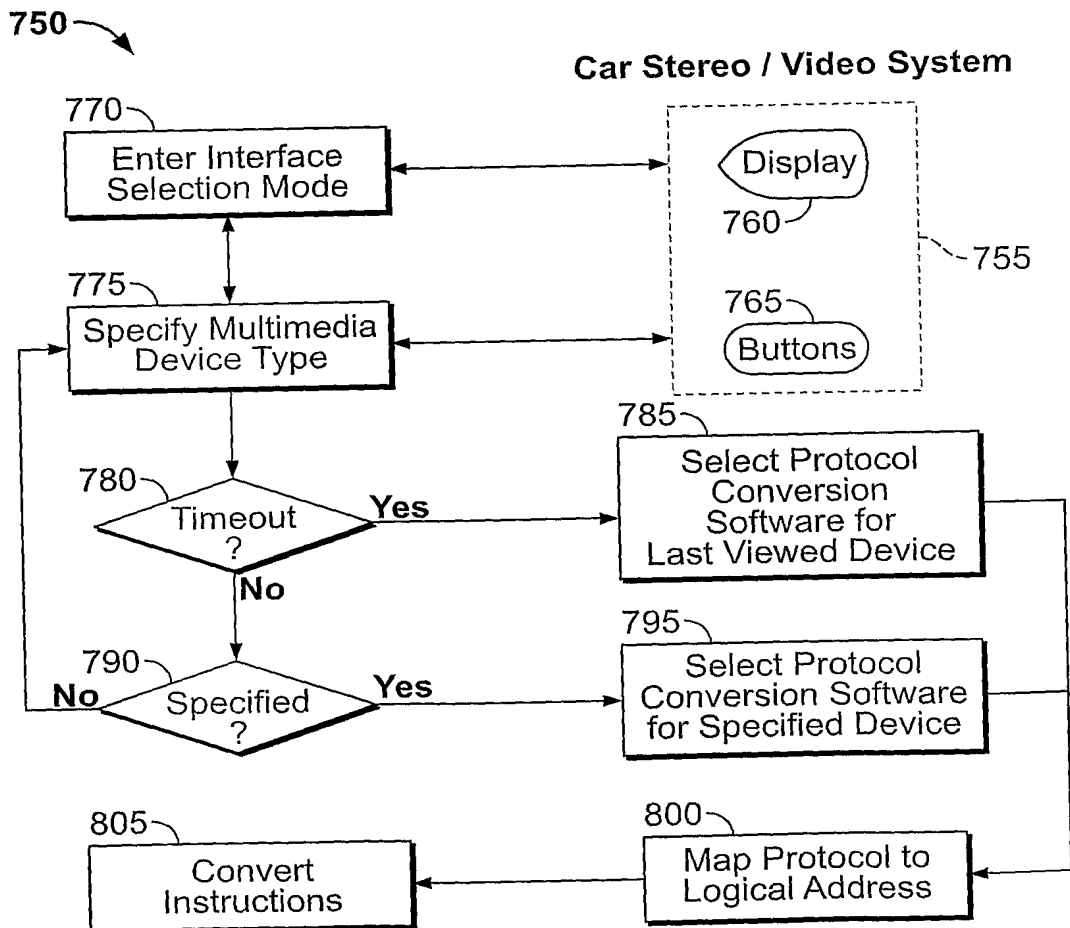 750
Car Stereo / Video System
770
Enter Interface
Selection Mode
Display
760
755
775
Specify Multimedia
Device Type
765
Buttons
785
Select Protocol
Conversion
Software for
Last Viewed Device
780
Timeout
?
Yes
No
795
Select Protocol
Conversion Software
for Specified Device
790
No
Specified
?
Yes
805
Convert
Instructions
800
Map Protocol to
Logical Address